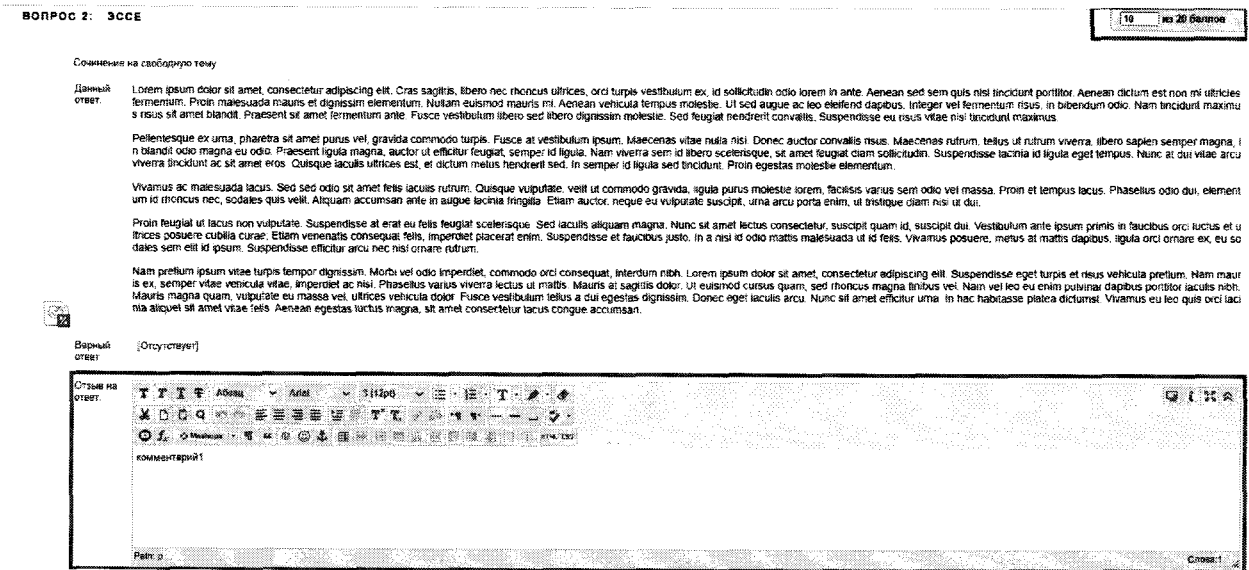 ВОПРОС 2: ЭССЕ
10 из 20 баллов
Сочинение на свободную тему
Данный ответ:
Lorem ipsum dolor sit amet, consectetur adipiscing elit. Cras sagittis, libero nec rhoncus ultrices, orci turpis vestibulum ex, id sollicitudin odio lorem in ante. Aenean sed sem quis nisl tincidunt porttitor. Aenean dictum est non mi ultricies
fermentum. Proin malesuada mauris et dignissim elementum. Nullam euismod mauris mi. Aenean vehicula tempus molestie. Ut sed augue ac leo eleifend dapibus. Integer vel fermentum risus, in bibendum odio. Nam tincidunt maximu
s risus sit amet blandit. Praesent sit amet fermentum ante. Fusce vestibulum libero sed libero dignissim molestie. Sed feugiat hendrerit convallis. Suspendisse eu risus vitae nisi tincidunt maximus.
Pellentesque ex urna, pharetra sit amet purus vel, gravida commodo turpis. Fusce at vestibulum ipsum. Maecenas vitae nulla nisi. Donec auctor convallis risus. Maecenas rutrum, tellus ut rutrum viverra, libero sapien semper magna, i
n blandit odio magna eu odio. Praesent ligula magna, auctor ut efficitur feugiat, semper id ligula. Nam viverra sem id libero scelerisque, sit amet feugiat diam sollicitudin. Suspendisse lacinia id ligula eget tempus. Nunc at dui vitae arcu
viverra tincidunt ac sit amet eros. Quisque iaculis ultrices est, et dictum metus hendrerit sed. In semper id ligula sed tincidunt. Proin egestas molestie elementum.
Vivamus ac malesuada lacus. Sed sed odio sit amet felis iaculis rutrum. Quisque vulputate, velit ut commodo gravida, ligula purus molestie lorem, facilisis varius sem odio vel massa. Proin et tempus lacus. Phasellus odio dui, element
um id rhoncus nec, sodales quis velit. Aliquam accumsan ante in augue lacinia fringilla. Etiam auctor, neque eu vulputate suscipit, urna arcu porta enim, ut tristique diam nisi ut dui.
Proin feugiat ut lacus non vulputate. Suspendisse at erat eu felis feugiat scelerisque. Sed iaculis aliquam magna. Nunc sit amet lectus consectetur, suscipit quam id, suscipit dui. Vestibulum ante ipsum primis in faucibus orci luctus et u
ltrices posuere cubilia curae; Etiam venenatis consequat felis, imperdiet placerat enim. Suspendisse et faucibus justo. In a nisi id odio mattis malesuada ut id felis. Vivamus posuere, metus at mattis dapibus, ligula orci ornare ex, eu so
dales sem elit id ipsum. Suspendisse efficitur arcu nec nisl ornare rutrum.
Nam pretium ipsum vitae turpis tempor dignissim. Morbi vel odio imperdiet, commodo orci consequat, interdum nibh. Lorem ipsum dolor sit amet, consectetur adipiscing elit. Suspendisse eget turpis et risus vehicula pretium. Nam maur
is ex, semper vitae vehicula vitae, imperdiet ac nisi. Phasellus varius viverra lectus ut mattis. Mauris at sagittis dolor. Ut euismod cursus quam, sed rhoncus magna finibus vel. Nam vel leo eu enim pulvinar dapibus porttitor iaculis nibh.
Mauris magna quam, vulputate eu massa vel, ultrices vehicula dolor. Fusce vestibulum tellus a dui egestas dignissim. Donec eget iaculis arcu. Nunc sit amet efficitur urna. In hac habitasse platea dictumst. Vivamus eu leo quis orci laci
nia aliquet sit amet vitae felis. Aenean egestas luctus magna, sit amet consectetur lacus congue accumsan.
Верный ответ
[Отсутствует]
Отзыв на ответ.
T T T T Абзац Arial 3 (12pt) T
T T
fx Mashups HTML CSS
комментарий1
Path: p
Слова:1